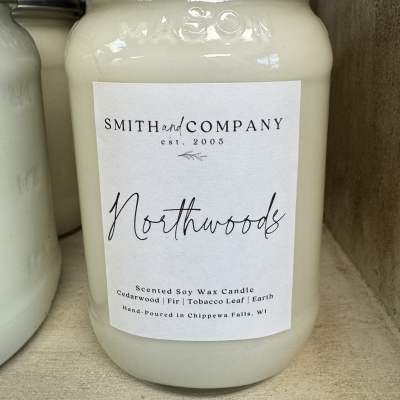 MASON
SMITH and COMPANY
est. 2005
Northwoods
Scented Soy Wax Candle
Cedarwood | Fir | Tobacco Leaf | Earth
Hand-Poured in Chippewa Falls, WI